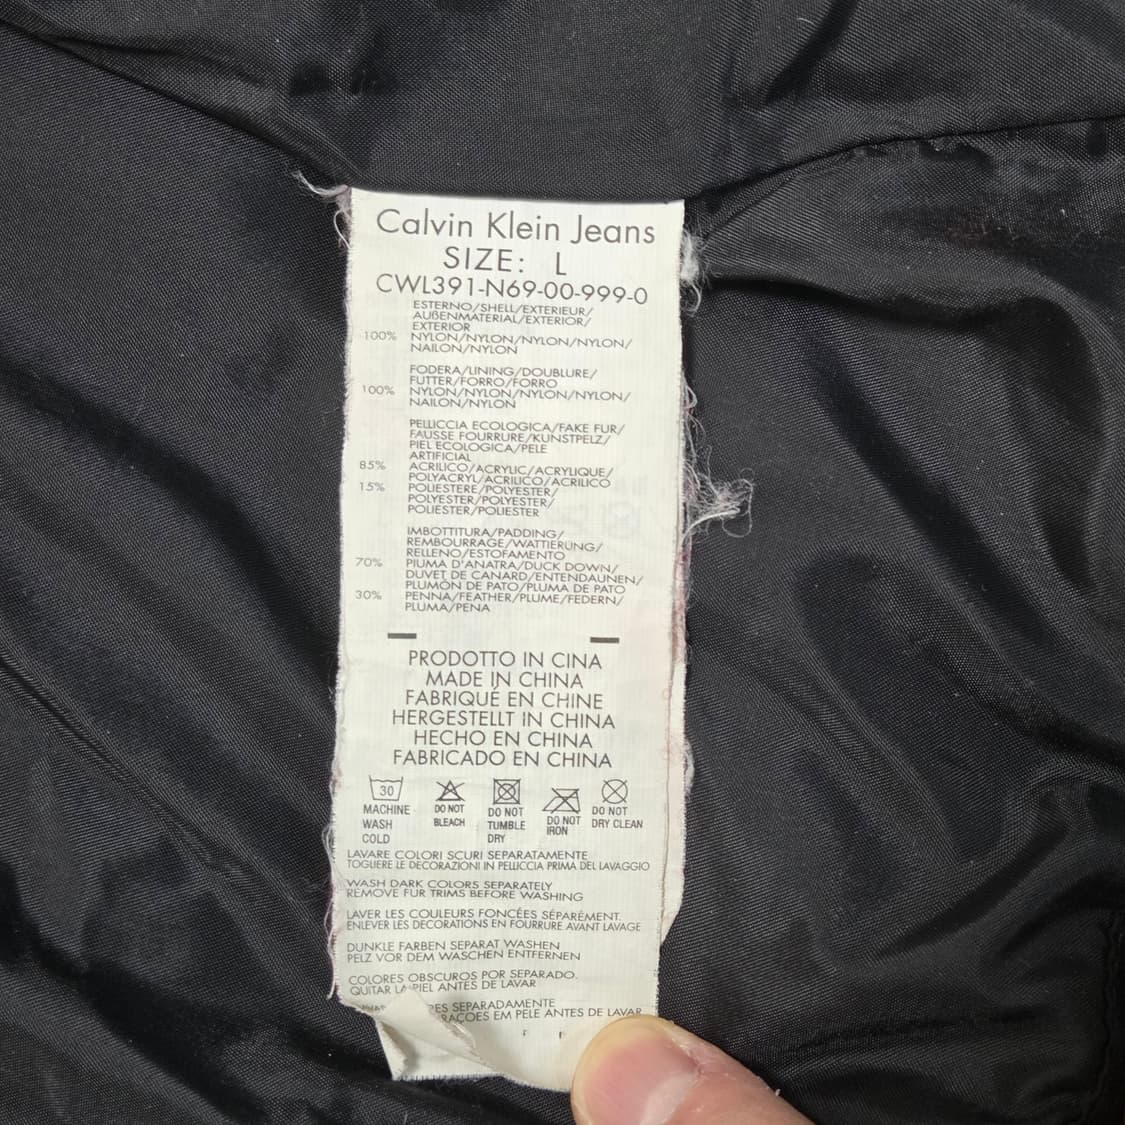 Calvin Klein Jeans
SIZE: L
CWL391-N69-00-999-0
ESTERNO/SHELL/EXTERIEUR/
AUßENMATERIAL/EXTERIOR/
EXTERIOR
100% NYLON/NYLON/NYLON/NYLON/
NAILON/NYLON
FODERA/LINING/DOUBLURE/
FUTTER/FORRO/FORRO
100% NYLON/NYLON/NYLON/NYLON/
NAILON/NYLON
PELLICCIA ECOLOGICA/FAKE FUR/
FAUSSE FOURRURE/KUNSTPELZ/
PIEL ECOLOGICA/PELE
ARTIFICIAL
85% ACRILICO/ACRYLIC/ACRYLIQUE/
POLYACRYL/ACRILICO/ACRILICO
15% POLIESTERE/POLYESTER/
POLYESTER/POLYESTER/
POLIESTER/POLIESTER
IMBOTTITURA/PADDING/
REMBOURRAGE/WATTIERUNG/
RELLENO/ESTOFAMENTO
70% PIUMA D'ANATRA/DUCK DOWN/
DUVET DE CANARD/ENTENDAUNEN/
PLUMÓN DE PATO/PLUMA DE PATO
30% PENNA/FEATHER/PLUME/FEDERN/
PLUMA/PENA
PRODOTTO IN CINA
MADE IN CHINA
FABRIQUÉ EN CHINE
HERGESTELLT IN CHINA
HECHO EN CHINA
FABRICADO EN CHINA
30
MACHINE WASH COLD
DO NOT BLEACH
DO NOT TUMBLE DRY
DO NOT IRON
DO NOT DRY CLEAN
LAVARE COLORI SCURI SEPARATAMENTE
TOGLIERE LE DECORAZIONI IN PELLICCIA PRIMA DEL LAVAGGIO
WASH DARK COLORS SEPARATELY
REMOVE FUR TRIMS BEFORE WASHING
LAVER LES COULEURS FONCÉES SÉPARÉMENT.
ENLEVER LES DECORATIONS EN FOURRURE AVANT LAVAGE
DUNKLE FARBEN SEPARAT WASHEN
PELZ VOR DEM WASCHEN ENTFERNEN
COLORES OBSCUROS POR SEPARADO.
QUITAR LA PIEL ANTES DE LAVAR
SEPARADAMENTE
EM PELE ANTES DE LAVAR